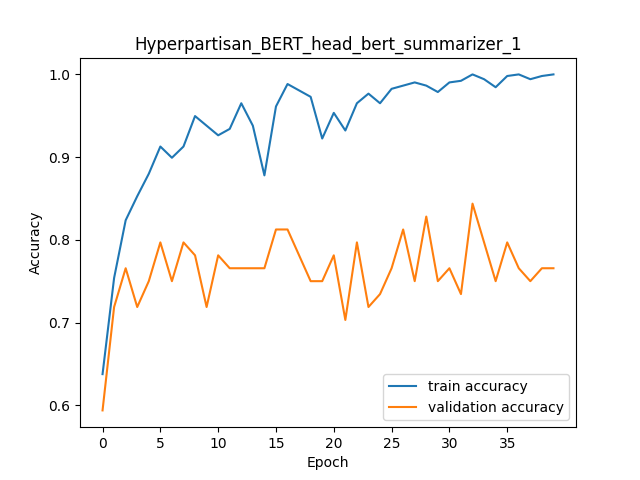 Hyperpartisan_BERT_head_bert_summarizer_1
1.0
0.9
0.8
0.7
0.6
Accuracy
0 5 10 15 20 25 30 35
Epoch
train accuracy
validation accuracy